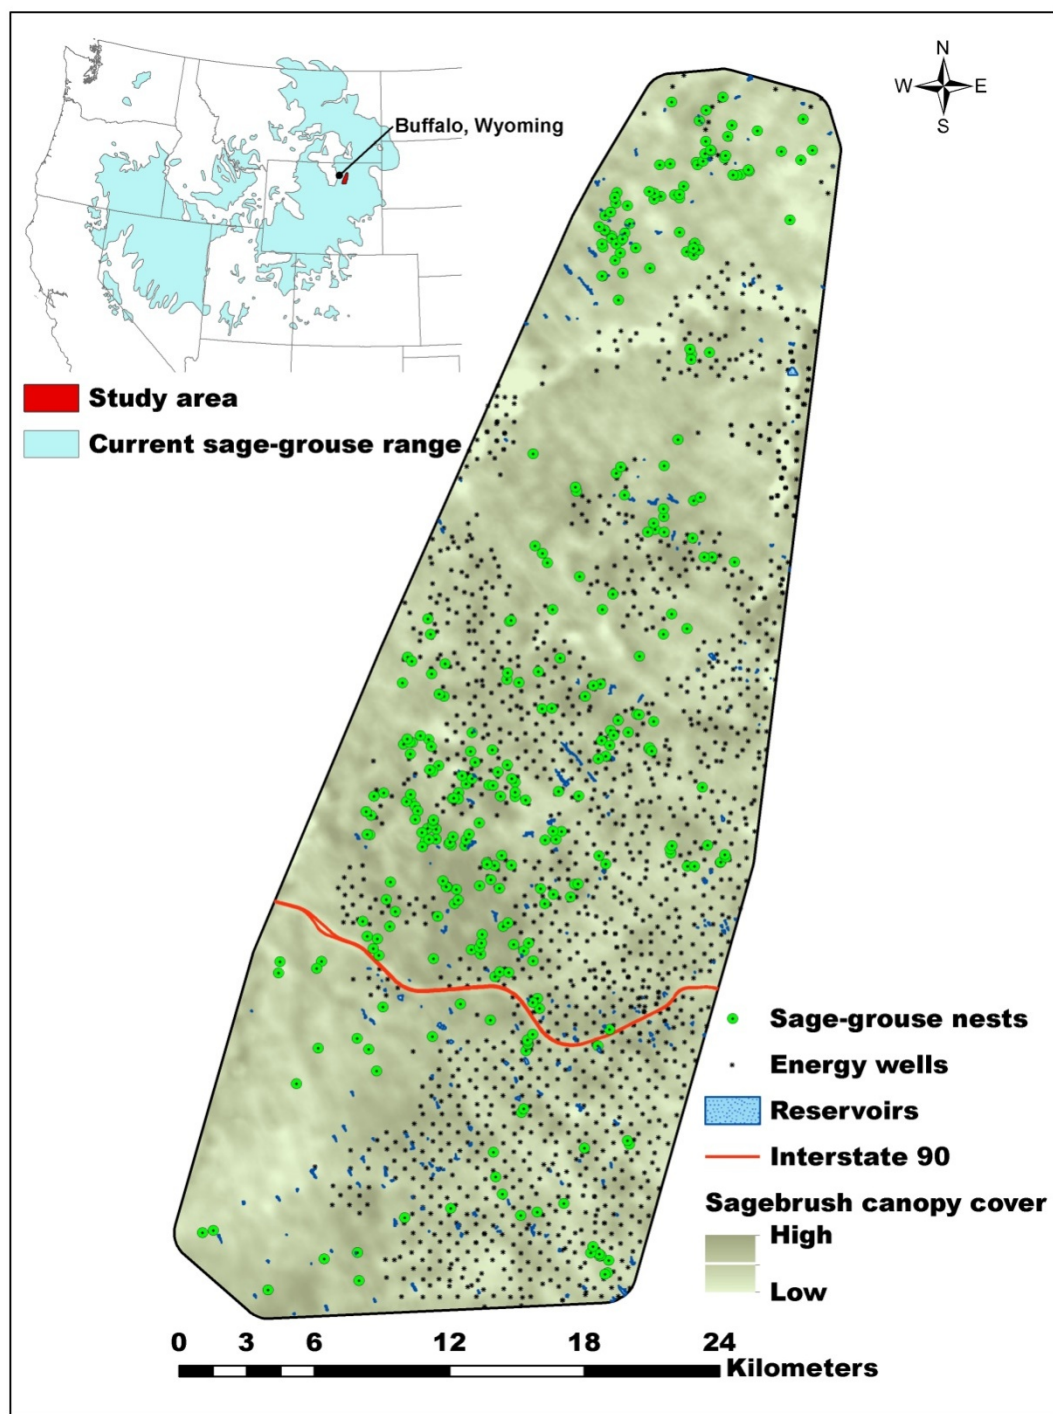 N
W E
S
Buffalo, Wyoming
Study area
Current sage-grouse range
Sage-grouse nests
Energy wells
Reservoirs
Interstate 90
Sagebrush canopy cover
High
Low
0 3 6 12 18 24
Kilometers